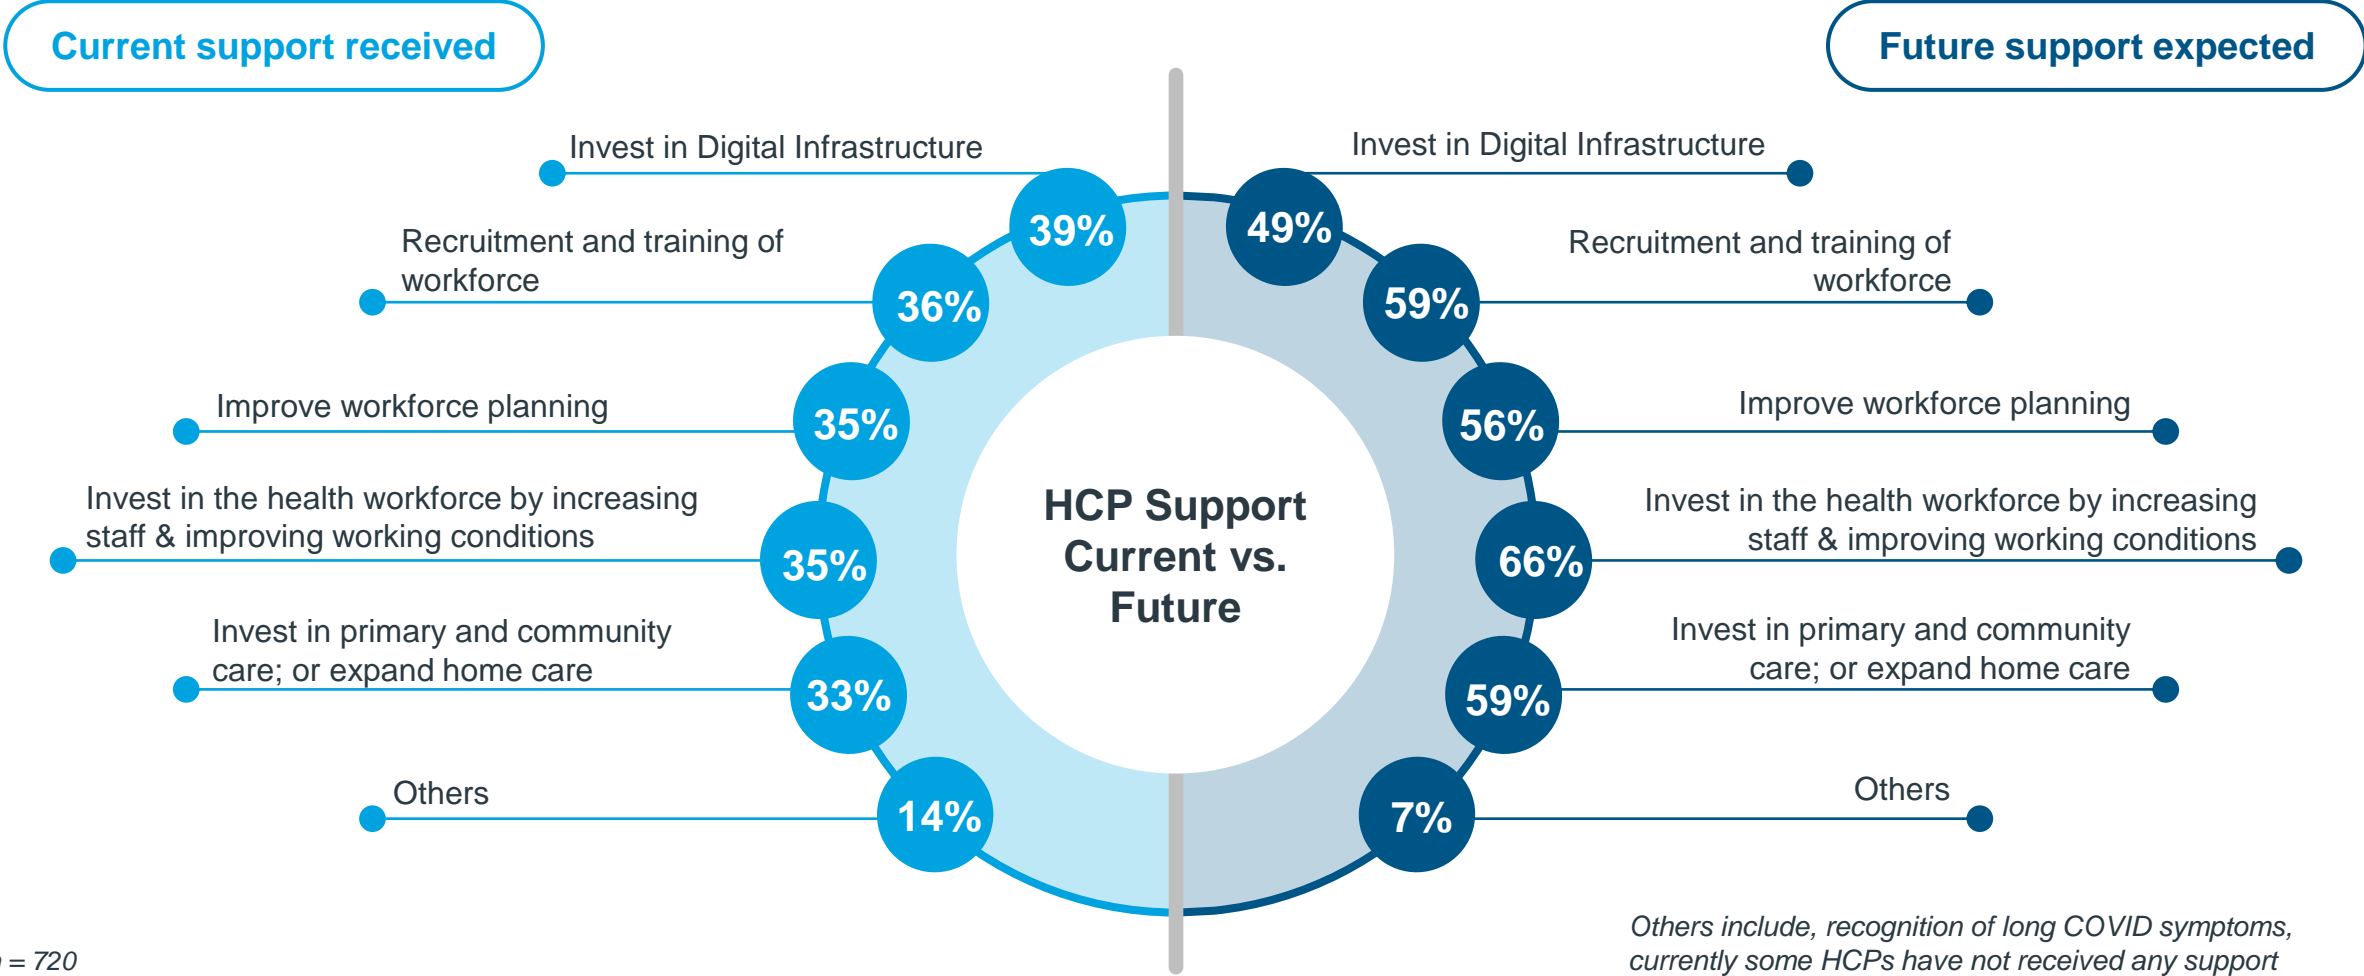 Current support received
Future support expected
Invest in Digital Infrastructure
39%
Recruitment and training of
workforce
36%
Improve workforce planning
35%
Invest in the health workforce by increasing
staff & improving working conditions
35%
Invest in primary and community
care; or expand home care
33%
Others
14%
HCP Support
Current vs.
Future
Invest in Digital Infrastructure
49%
Recruitment and training of
workforce
59%
Improve workforce planning
56%
Invest in the health workforce by increasing
staff & improving working conditions
66%
Invest in primary and community
care; or expand home care
59%
Others
7%
= 720
Others include, recognition of long COVID symptoms,
currently some HCPs have not received any support